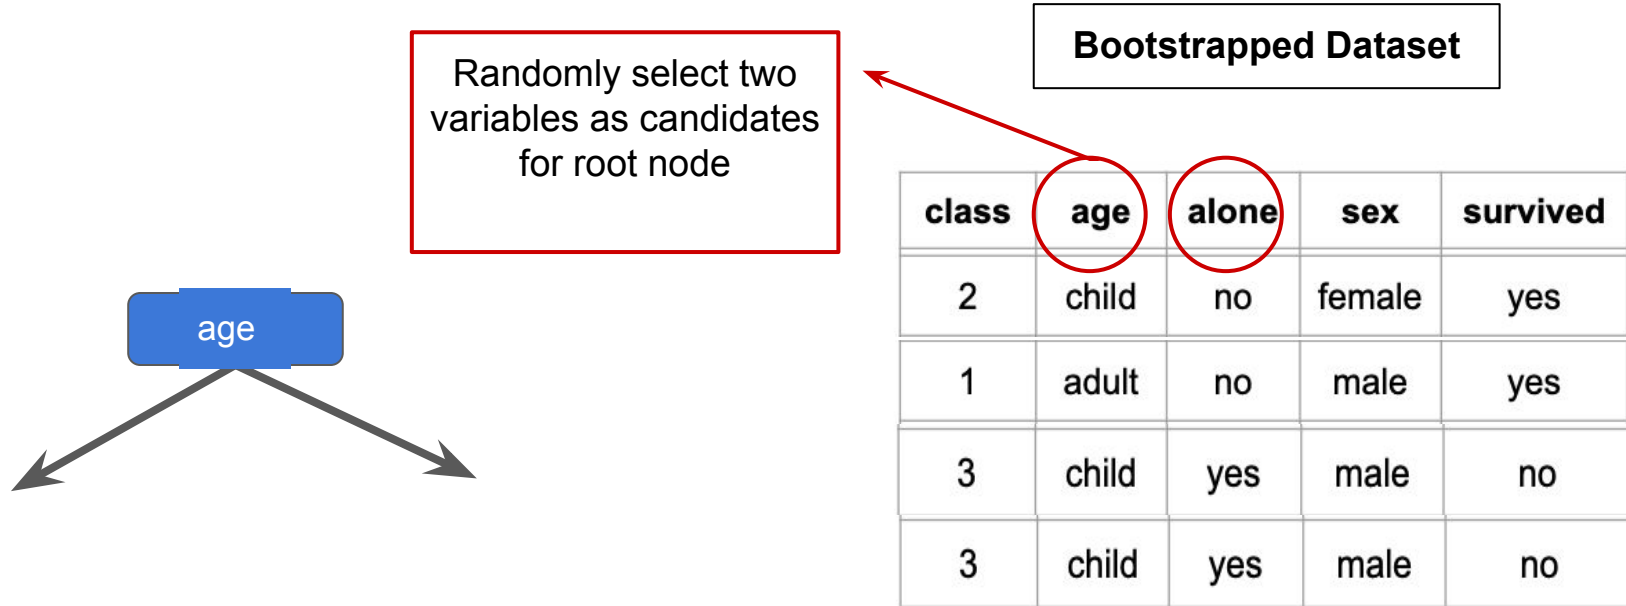 Randomly select two
variables as candidates
for root node
Bootstrapped Dataset
age
class age alone sex survived
2 child no female yes
1 adult no male yes
3 child yes male no
3 child yes male no